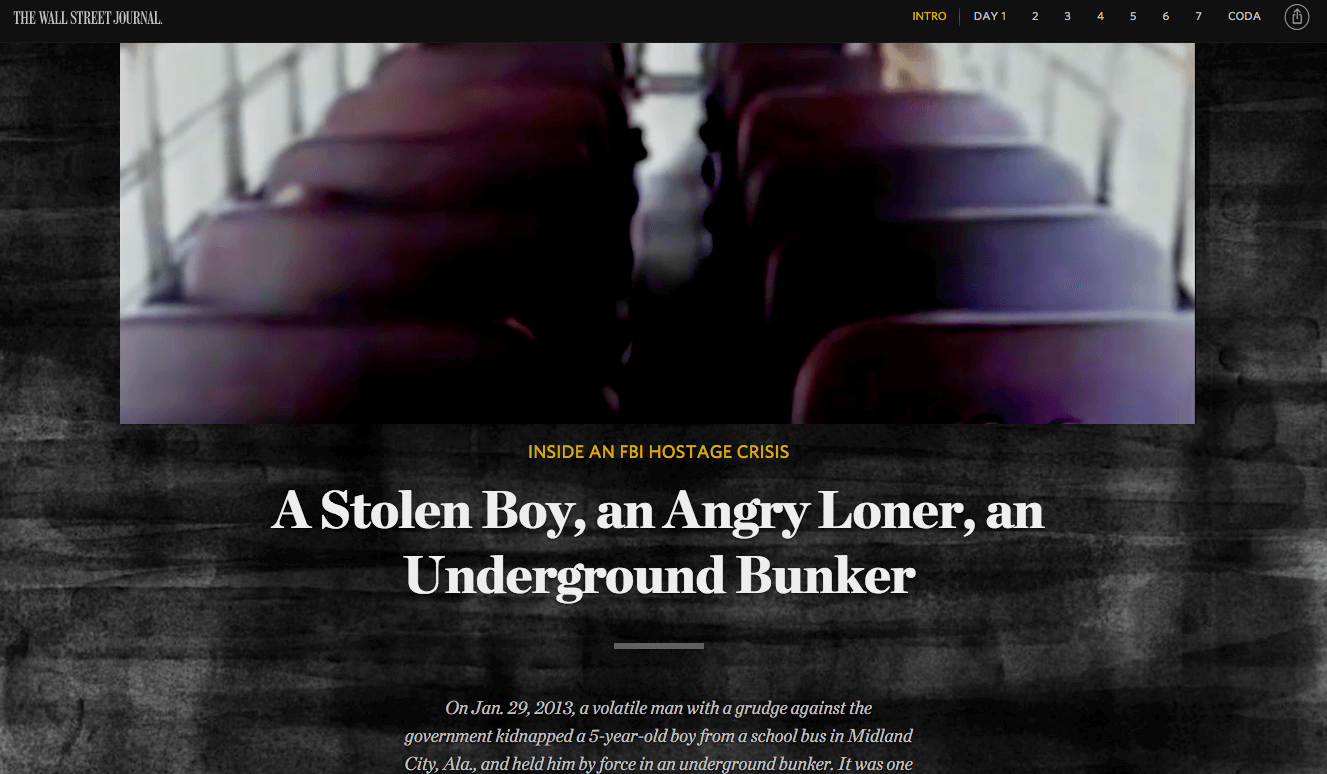 THE WALL STREET JOURNAL.
INTRO DAY 1 2 3 4 5 6 7 CODA
INSIDE AN FBI HOSTAGE CRISIS
A Stolen Boy, an Angry Loner, an
Underground Bunker
On Jan. 29, 2013, a volatile man with a grudge against the
government kidnapped a 5-year-old boy from a school bus in Midland
City, Ala., and held him by force in an underground bunker. It was one